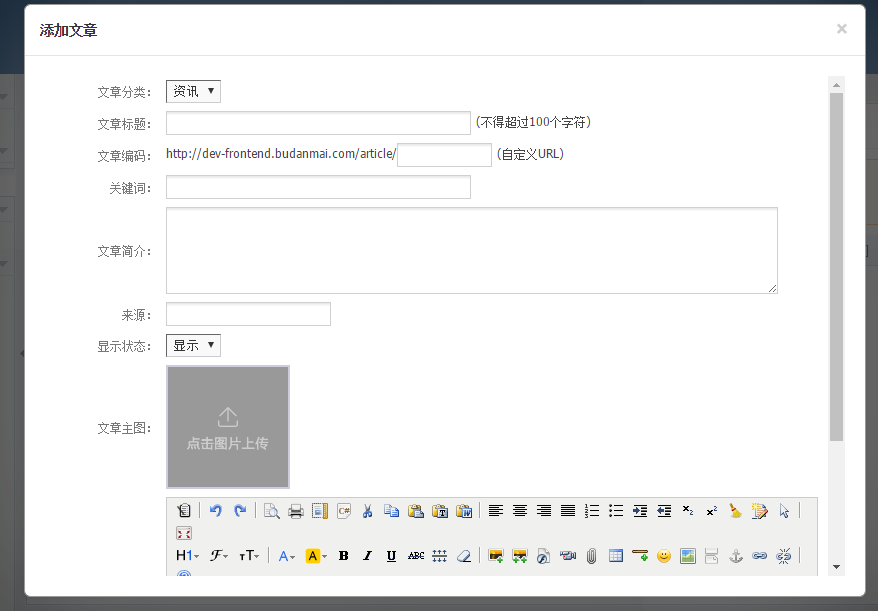 添加文章 ×
文章分类： 资讯
文章标题： (不得超过100个字符)
文章编码： http://dev-frontend.budanmai.com/article/ (自定义URL)
关键词：
文章简介：
来源：
显示状态： 显示
文章主图： 点击图片上传
C#
H1 F TT A A B I U ABC